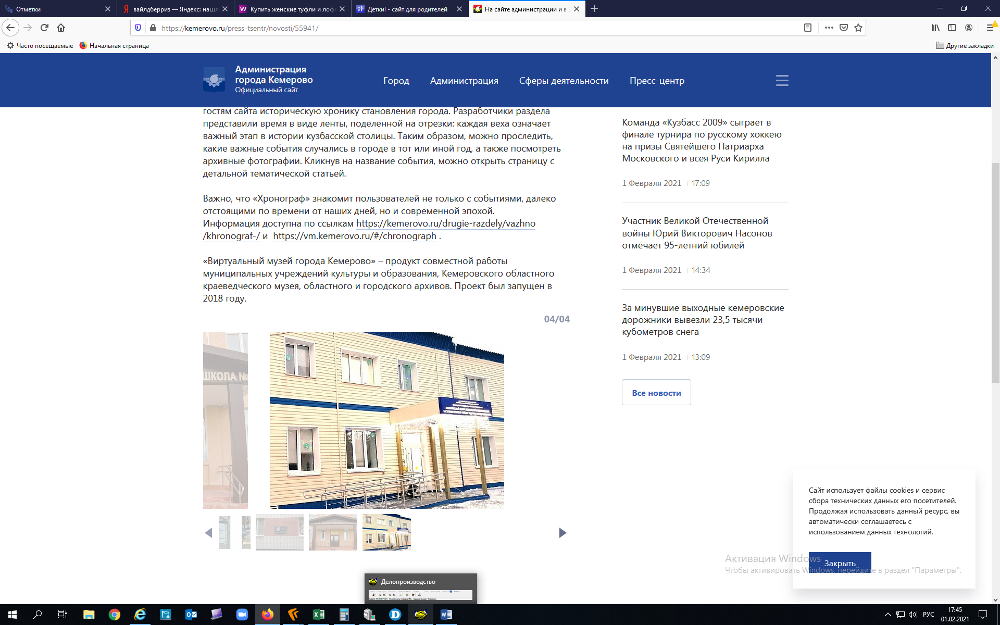 Отметки
вайлдберриз — Яндекс: наш
Купить женские туфли и лоф
Детки! - сайт для родителей
На сайте администрации и в
https://kemerovo.ru/press-tsentr/novosti/55941/
Часто посещаемые
Начальная страница
Другие закладки
Администрация
города Кемерово
Официальный сайт
Город
Администрация
Сферы деятельности
Пресс-центр
гостям сайта историческую хронику становления города. Разработчики раздела
представили время в виде ленты, поделенной на отрезки: каждая веха означает
важный этап в истории кузбасской столицы. Таким образом, можно проследить,
какие важные события случались в городе в тот или иной год, а также посмотреть
архивные фотографии. Кликнув на название события, можно открыть страницу с
детальной тематической статьей.
Важно, что «Хронограф» знакомит пользователей не только с событиями, далеко
отстоящими по времени от наших дней, но и современной эпохой.
Информация доступна по ссылкам https://kemerovo.ru/drugie-razdely/vazhno
/khronograf-/ и https://vm.kemerovo.ru/#/chronograph .
«Виртуальный музей города Кемерово» – продукт совместной работы
муниципальных учреждений культуры и образования, Кемеровского областного
краеведческого музея, областного и городского архивов. Проект был запущен в
2018 году.
04/04
ШКОЛА №
Команда «Кузбасс 2009» сыграет в
финале турнира по русскому хоккею
на призы Святейшего Патриарха
Московского и всея Руси Кирилла
1 Февраля 2021 | 17:09
Участник Великой Отечественной
войны Юрий Викторович Насонов
отмечает 95-летний юбилей
1 Февраля 2021 | 14:34
За минувшие выходные кемеровские
дорожники вывезли 23,5 тысячи
кубометров снега
1 Февраля 2021 | 13:09
Все новости
Сайт использует файлы cookies и сервис
сбора технических данных его посетителей.
Продолжая использовать данный ресурс, вы
автоматически соглашаетесь с
использованием данных технологий.
Закрыть
Активация Windows
Чтобы активировать Windows, перейдите в раздел "Параметры".
Делопроизводство
РУС
17:45
01.02.2021